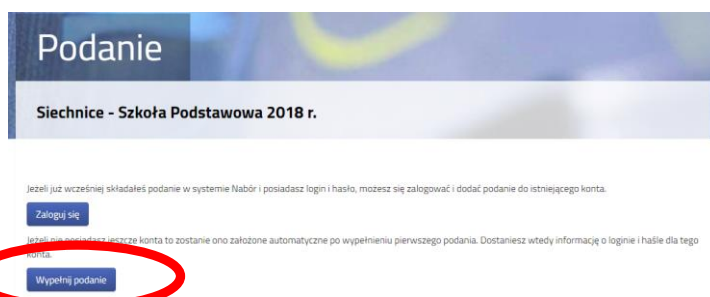 Podanie
Siechnice - Szkoła Podstawowa 2018 r.
Jeżeli już wcześniej składałeś podanie w systemie Nabór i posiadasz login i hasło, możesz się zalogować i dodać podanie do istniejącego konta.
Zaloguj się
Jeżeli nie posiadasz jeszcze konta to zostanie ono założone automatyczne po wypełnieniu pierwszego podania. Dostaniesz wtedy informację o loginie i haśle dla tego
konta.
Wypełnij podanie